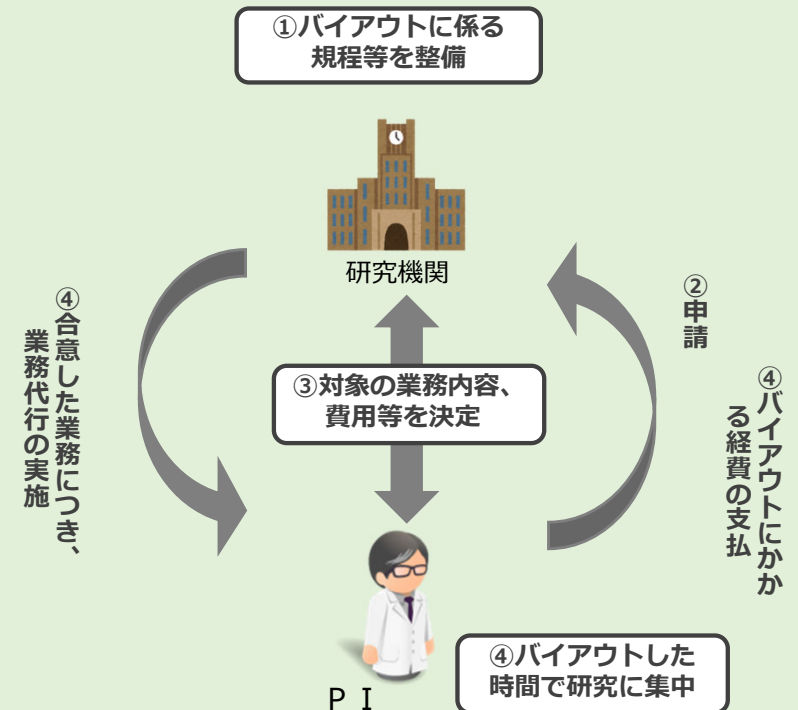 ①バイアウトに係る
規程等を整備
研究機関
②申請
③対象の業務内容、
費用等を決定
④合意した業務につき、
業務代行の実施
④バイアウトにかか
る経費の支払
④バイアウトした
時間で研究に集中
ＰＩ